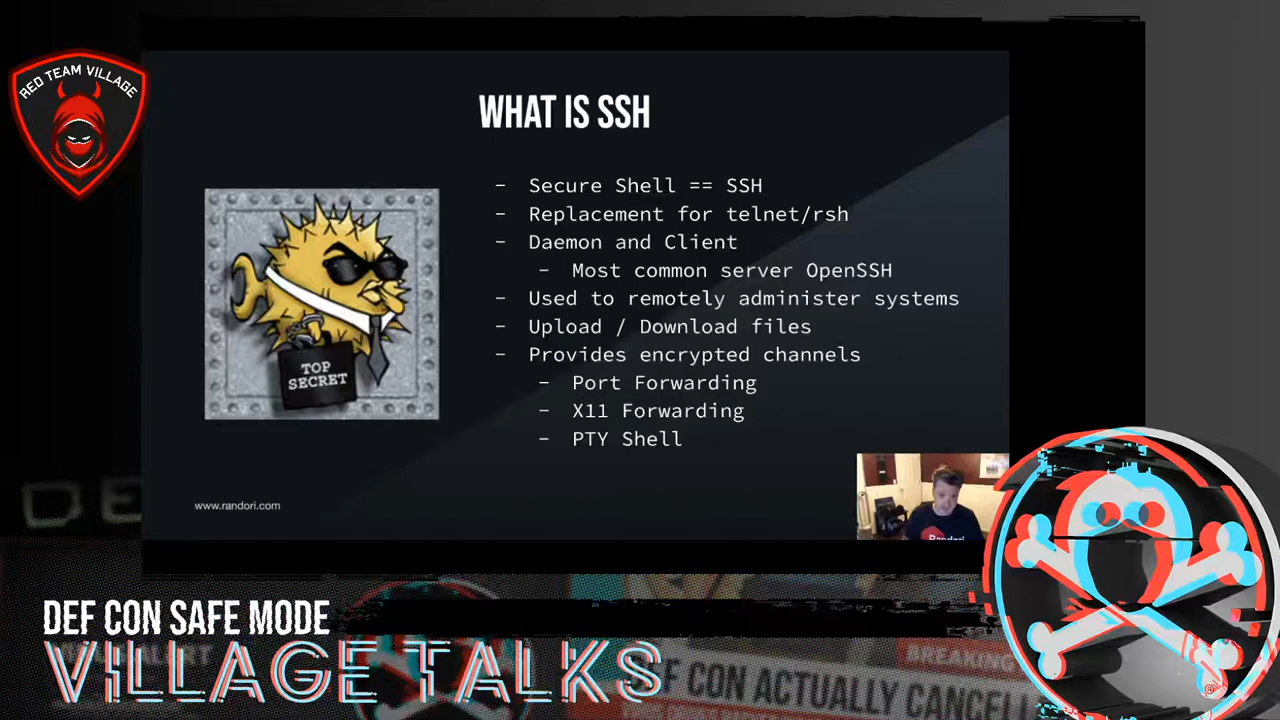 RED TEAM VILLAGE
WHAT IS SSH
- Secure Shell == SSH
- Replacement for telnet/rsh
- Daemon and Client
- Most common server OpenSSH
- Used to remotely administer systems
- Upload / Download files
- Provides encrypted channels
- Port Forwarding
- X11 Forwarding
- PTY Shell
TOP
SECRET
www.randori.com
Randori
DEF CON SAFE MODE
VILLAGE TALKS
BREAKING
DEF CON ACTUALLY